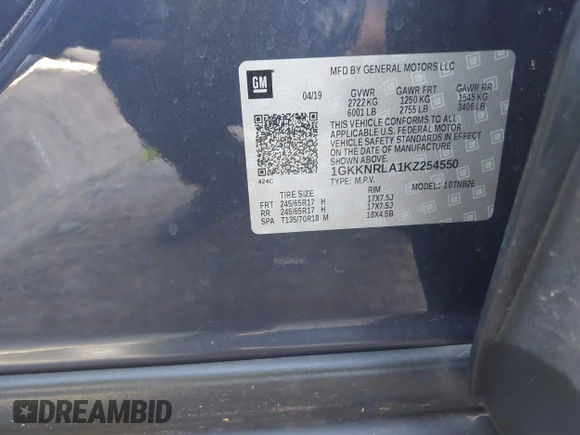 MFD BY GENERAL MOTORS LLC
GM
04/19 GVWR GAWR FRT GAWR RR
2722 KG 1250 KG 1545 KG
6001 LB 2755 LB 3406 LB
THIS VEHICLE CONFORMS TO ALL
APPLICABLE U.S. FEDERAL MOTOR
VEHICLE SAFETY STANDARDS IN EFFECT
ON THE DATE OF MANUFACTURE SHOWN
ABOVE.
1GKKNRLA1KZ254550
424C TYPE: M.P.V. MODEL: 10TNB26
TIRE SIZE RIM
FRT 245/65R17 H 17X7.5J
RR 245/65R17 H 17X7.5J
SPA T135/70R18 M 18X4.5B
DREAMBID